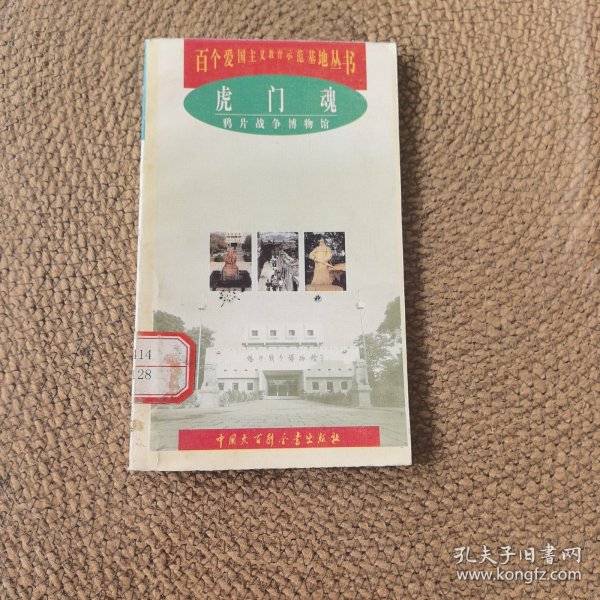 百个爱国主义教育示范基地丛书
虎门魂
鸦片战争博物馆
鸦片战争博物馆
414
128
中国大百科全书出版社
孔夫子旧书网
www.kongfz.com